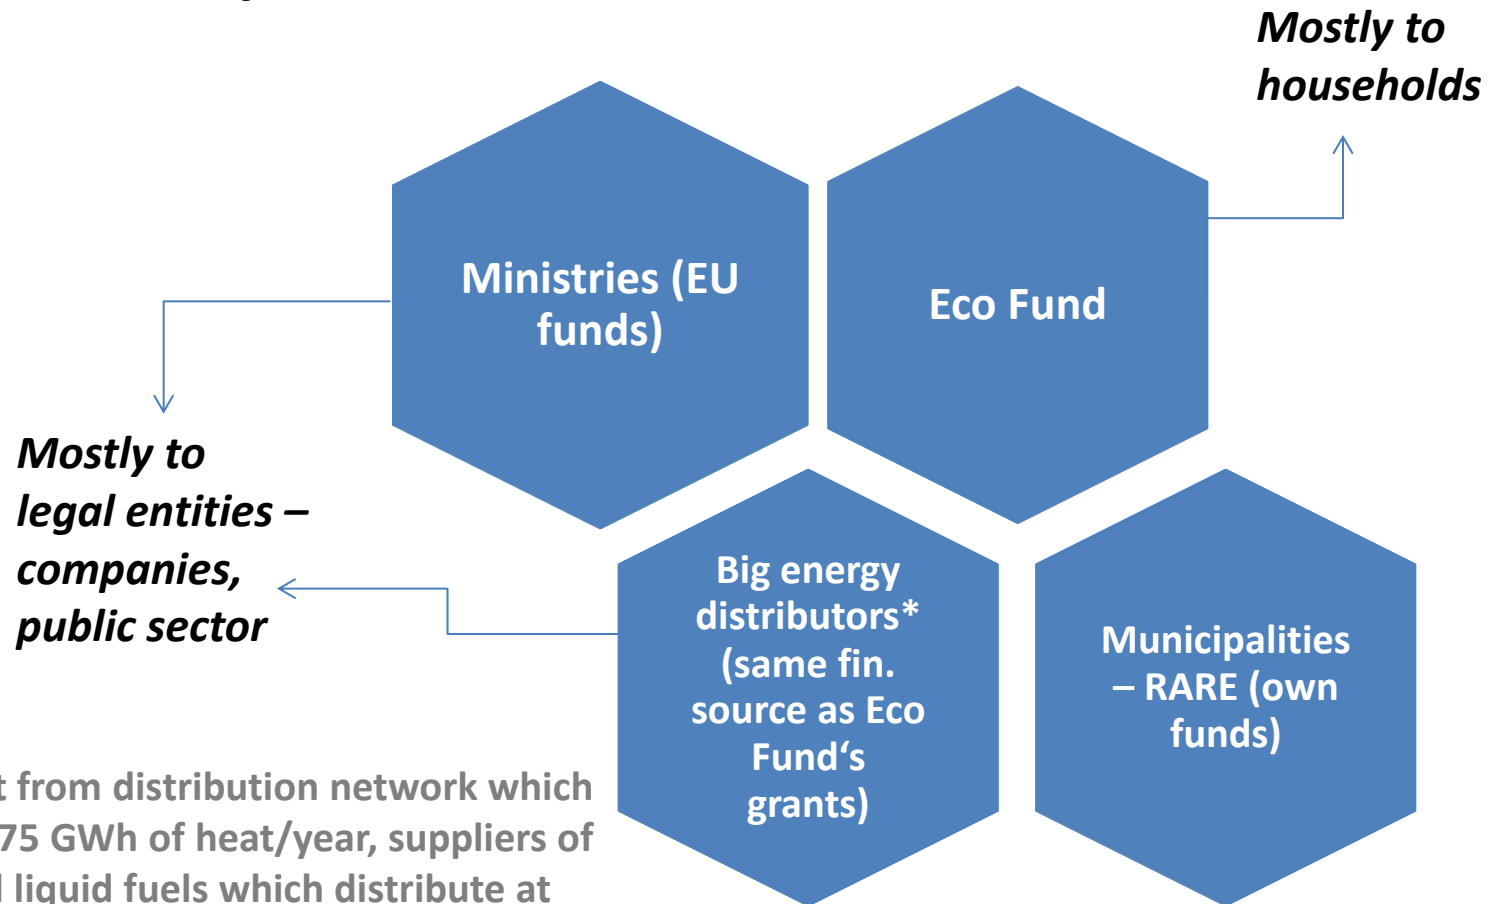 Mostly to
households
Ministries (EU
funds)
Eco Fund
Mostly to
legal entities –
companies,
public sector
Big energy
distributors*
(same fin.
source as Eco
Fund‘s
grants)
Municipalities
– RARE (own
funds)
from distribution network which
75 GWh of heat/year, suppliers of
liquid fuels which distribute at